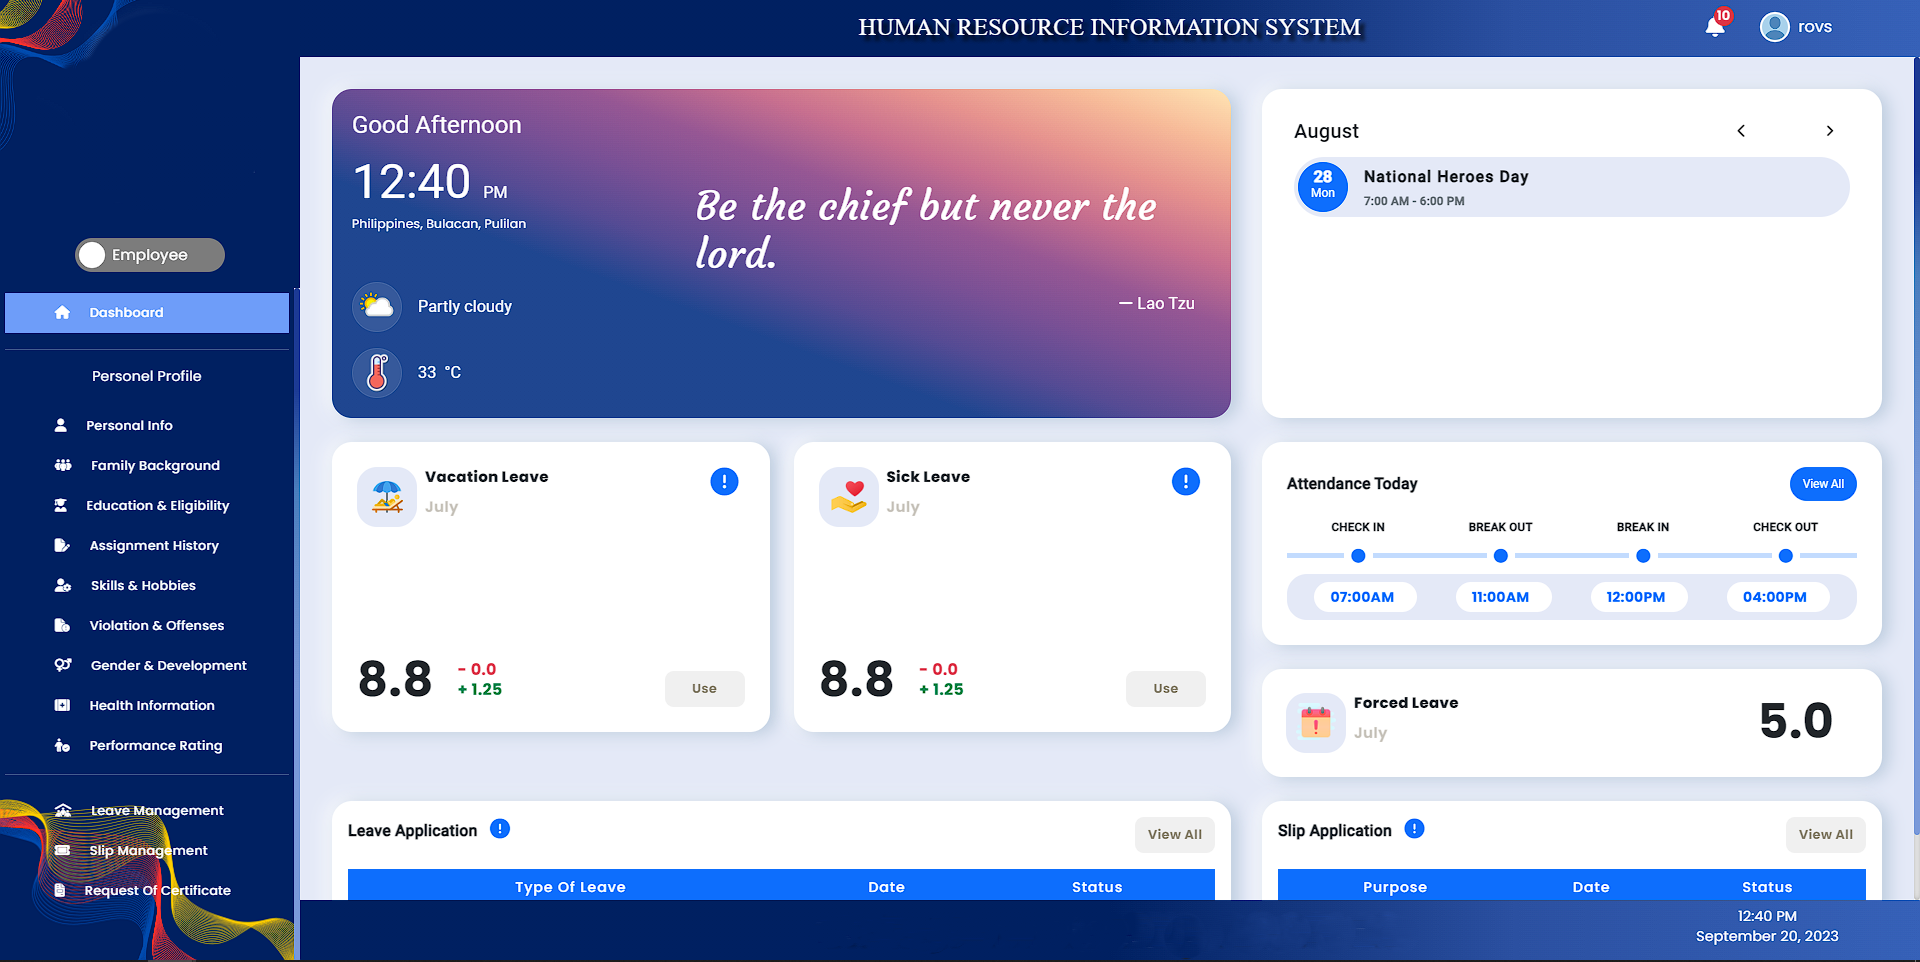 HUMAN RESOURCE INFORMATION SYSTEM
10
rovs
Employee
Dashboard
Personel Profile
Personal Info
Family Background
Education & Eligibility
Assignment History
Skills & Hobbies
Violation & Offenses
Gender & Development
Health Information
Performance Rating
Leave Management
Slip Management
Request Of Certificate
Good Afternoon
12:40 PM
Philippines, Bulacan, Pulilan
Partly cloudy
33 °C
Be the chief but never the
lord.
— Lao Tzu
August
28
Mon
National Heroes Day
7:00 AM - 6:00 PM
Vacation Leave
July
8.8
- 0.0
+ 1.25
Use
Sick Leave
July
8.8
- 0.0
+ 1.25
Use
Attendance Today
View All
CHECK IN BREAK OUT BREAK IN CHECK OUT
07:00AM 11:00AM 12:00PM 04:00PM
Forced Leave
July
5.0
Leave Application
View All
Type Of Leave Date Status
Slip Application
View All
Purpose Date Status
12:40 PM
September 20, 2023